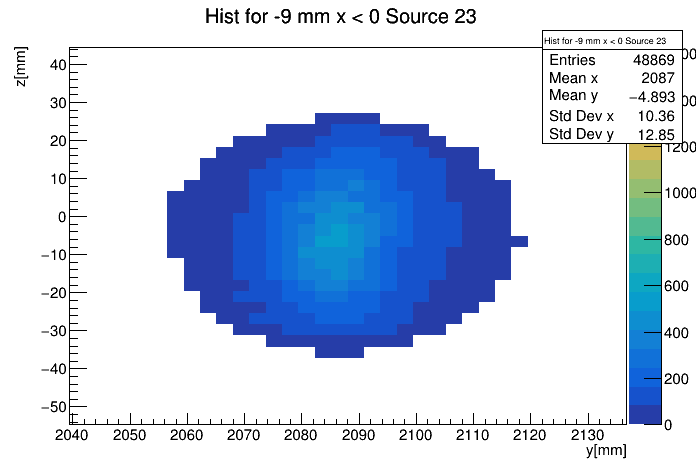 Hist for -9 mm x < 0 Source 23
Hist for -9 mm x < 0 Source 23
Entries 48869
Mean x 2087
Mean y −4.893
Std Dev x 10.36
Std Dev y 12.85
z[mm]
40
30
20
10
0
−10
−20
−30
−40
−50
2040 2050 2060 2070 2080 2090 2100 2110 2120 2130
y[mm]
1200
1000
800
600
400
200
0